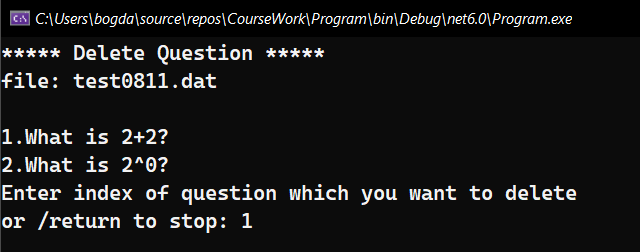 C:\Users\bogda\source\repos\CourseWork\Program\bin\Debug\net6.0\Program.exe
***** Delete Question *****
file: test0811.dat
1.What is 2+2?
2.What is 2^0?
Enter index of question which you want to delete
or /return to stop: 1